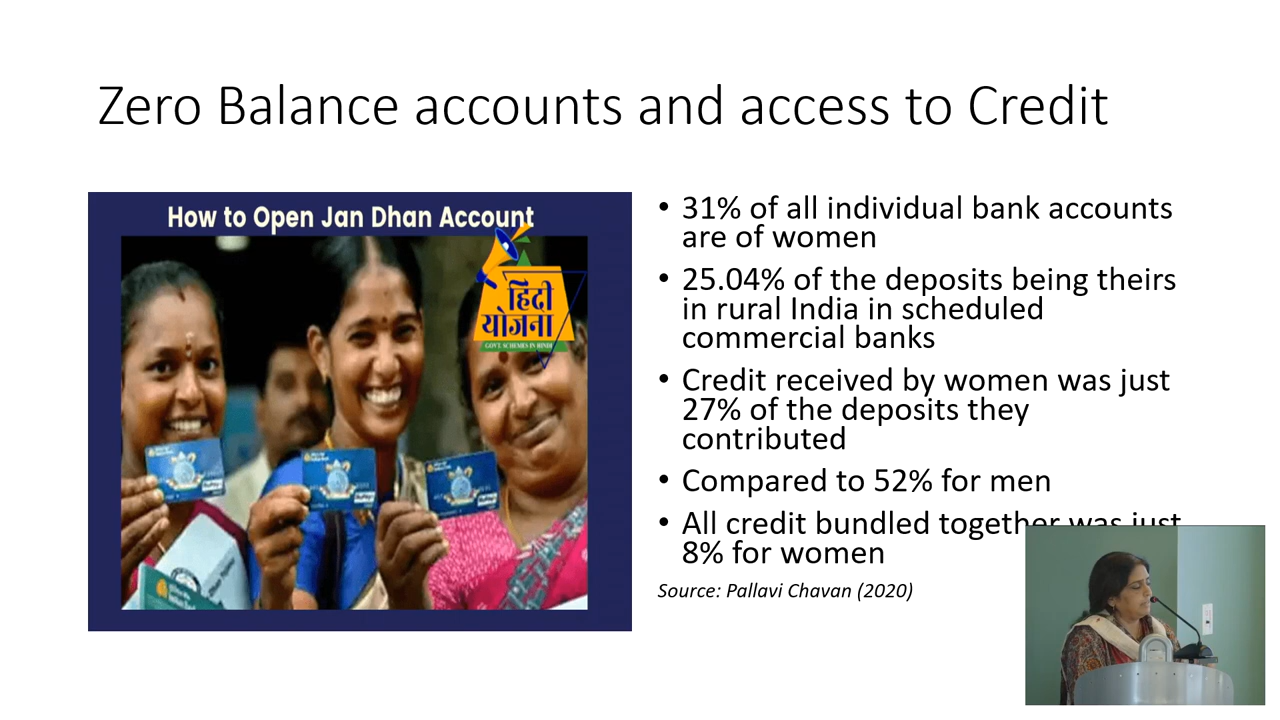 Zero Balance accounts and access to Credit
How to Open Jan Dhan Account
हिंदी
योजना
GOVT. SCHEMES IN HINDI
• 31% of all individual bank accounts
are of women
• 25.04% of the deposits being theirs
in rural India in scheduled
commercial banks
• Credit received by women was just
27% of the deposits they
contributed
• Compared to 52% for men
• All credit bundled together was just
8% for women
Source: Pallavi Chavan (2020)